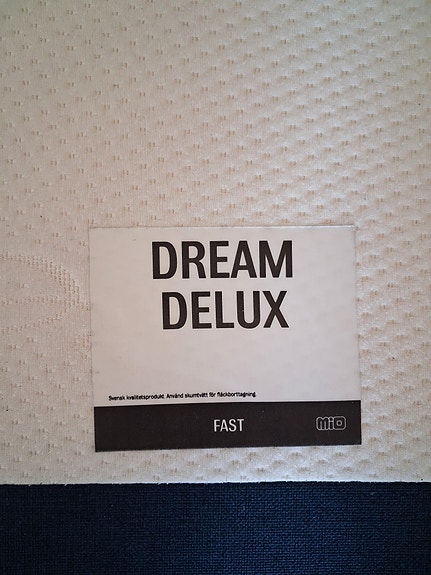 DREAM
DELUX
Svensk kvalitetsprodukt. Använd skumtvätt för fläckborttagning.
FAST
MIO